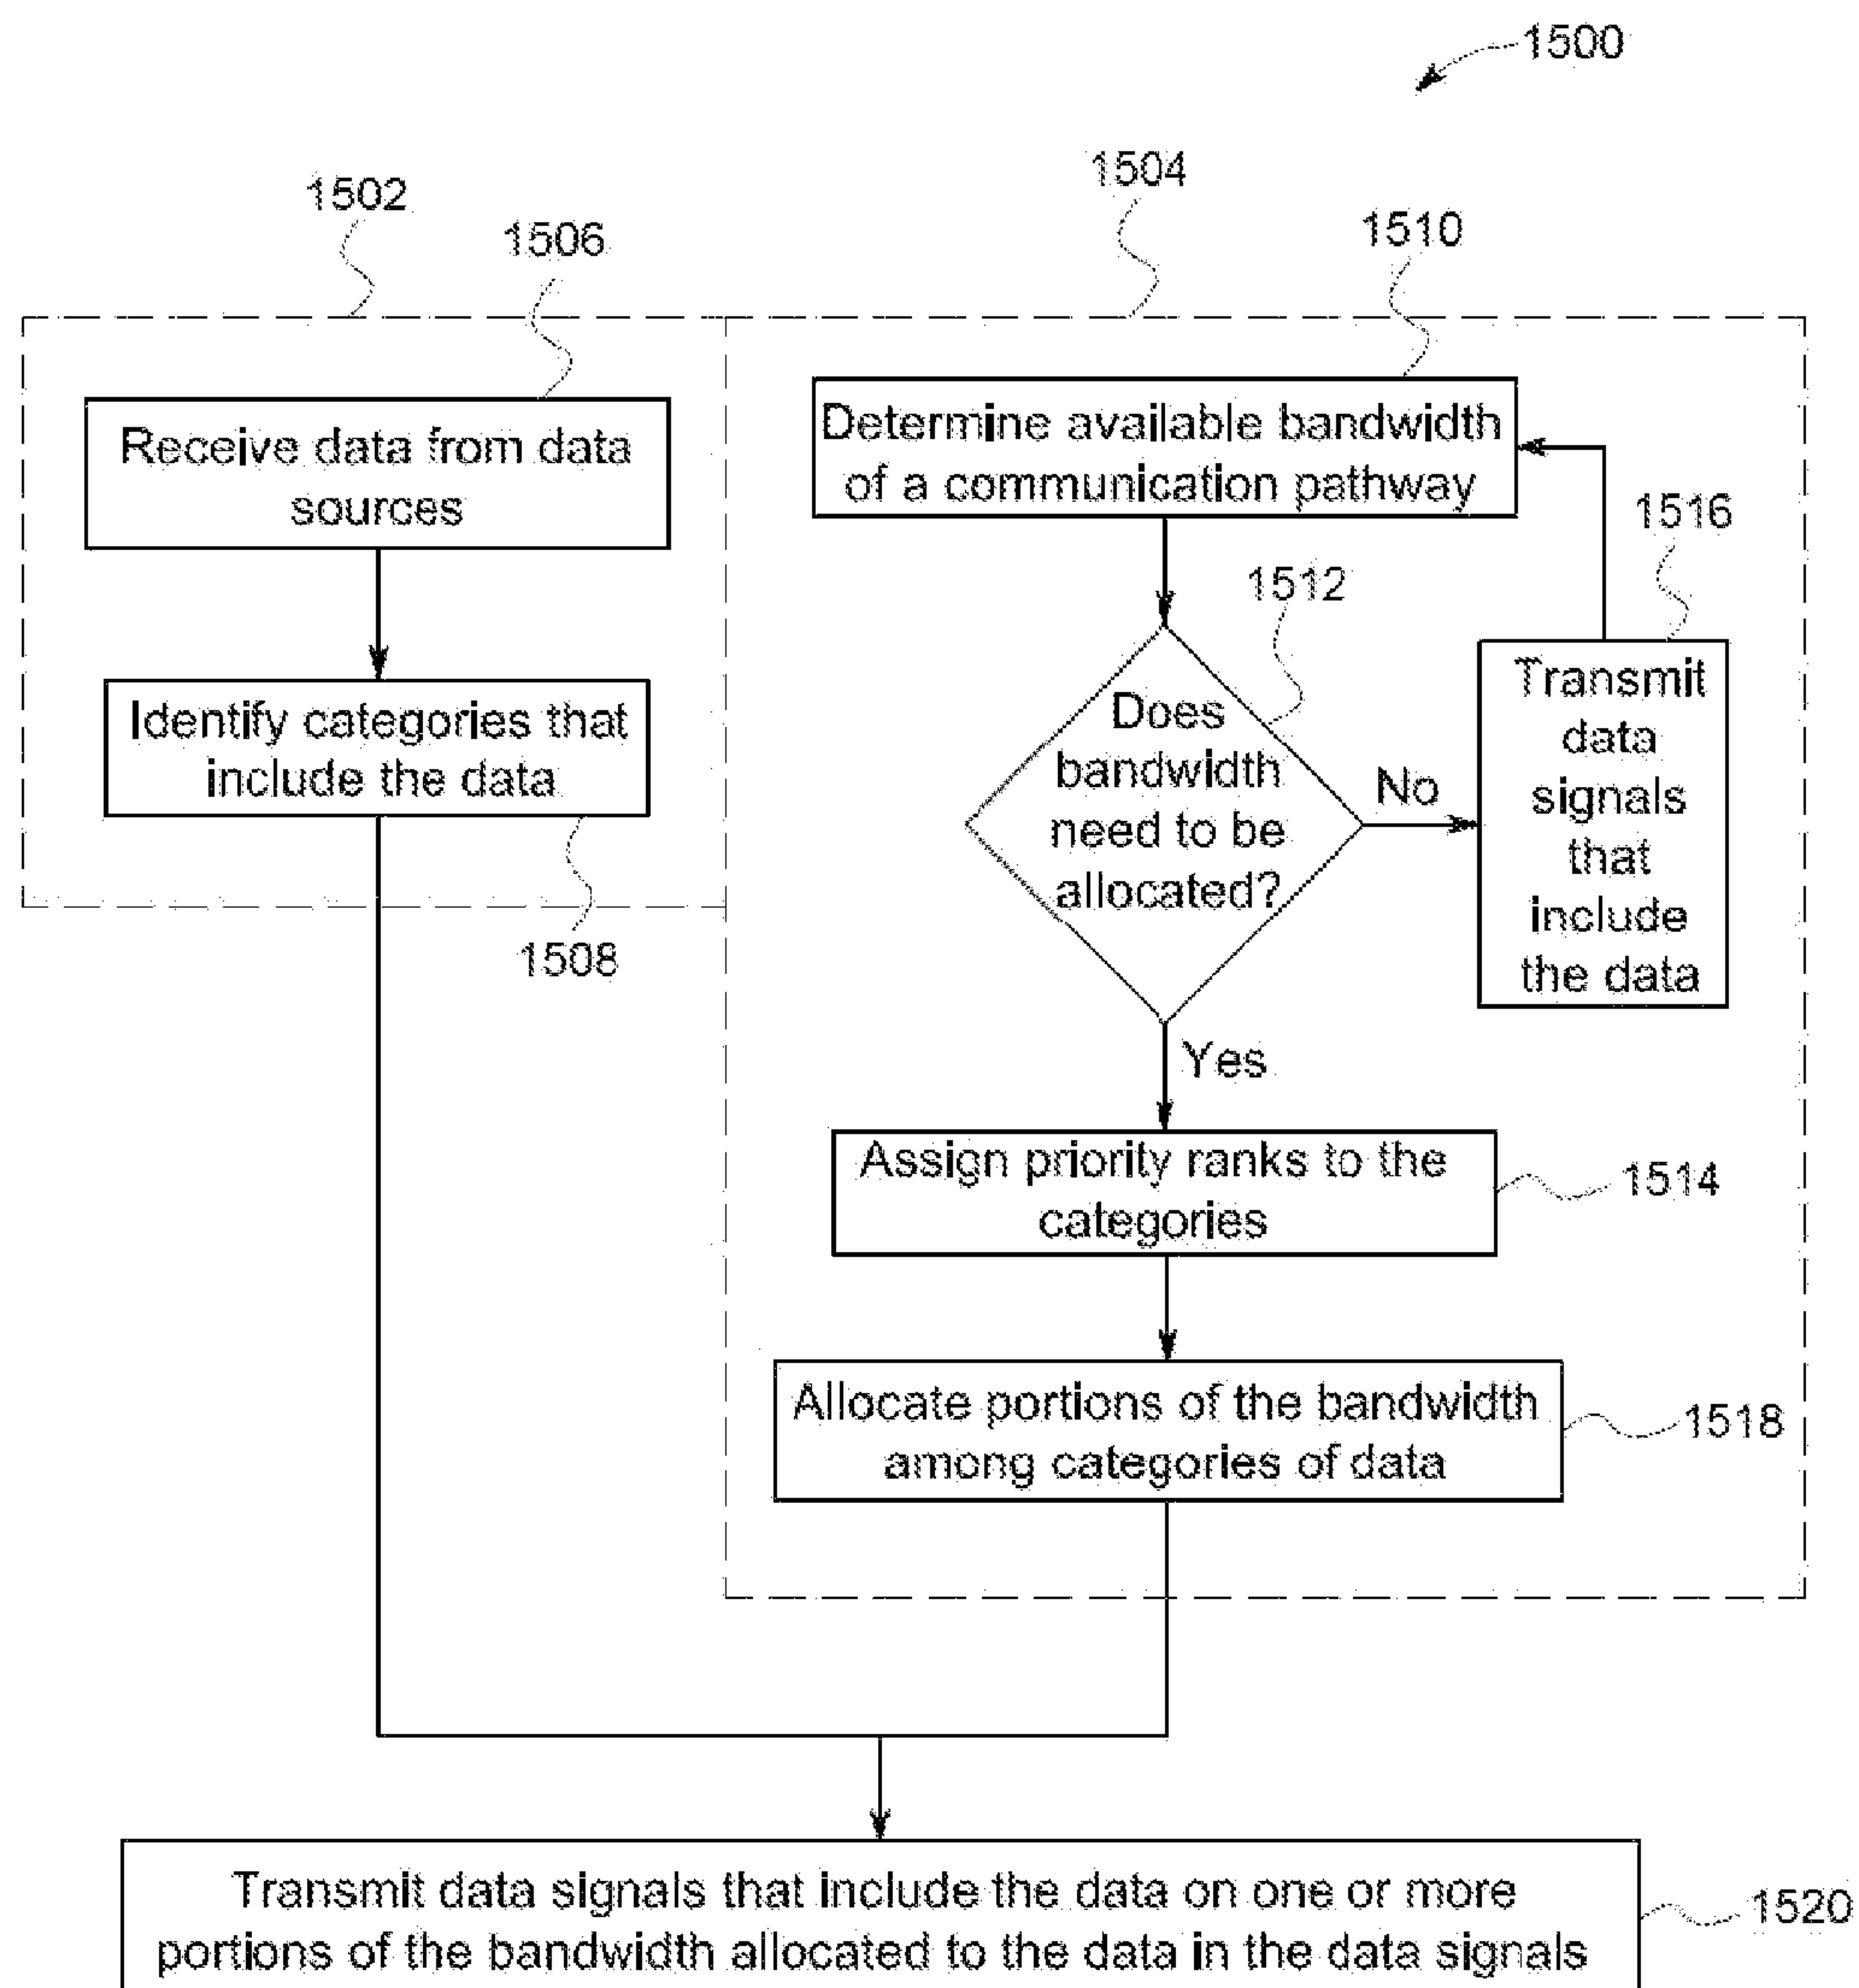 1500
1502
1504
1506
1510
Receive data from data
sources
Determine available bandwidth
of a communication pathway
1516
1512
Identify categories that
include the data
1508
Does
bandwidth
need to be
allocated?
No
Transmit
data
signals
that
include
the data
Yes
Assign priority ranks to the
categories
1514
Allocate portions of the bandwidth
among categories of data
1518
Transmit data signals that include the data on one or more
portions of the bandwidth allocated to the data in the data signals
1520